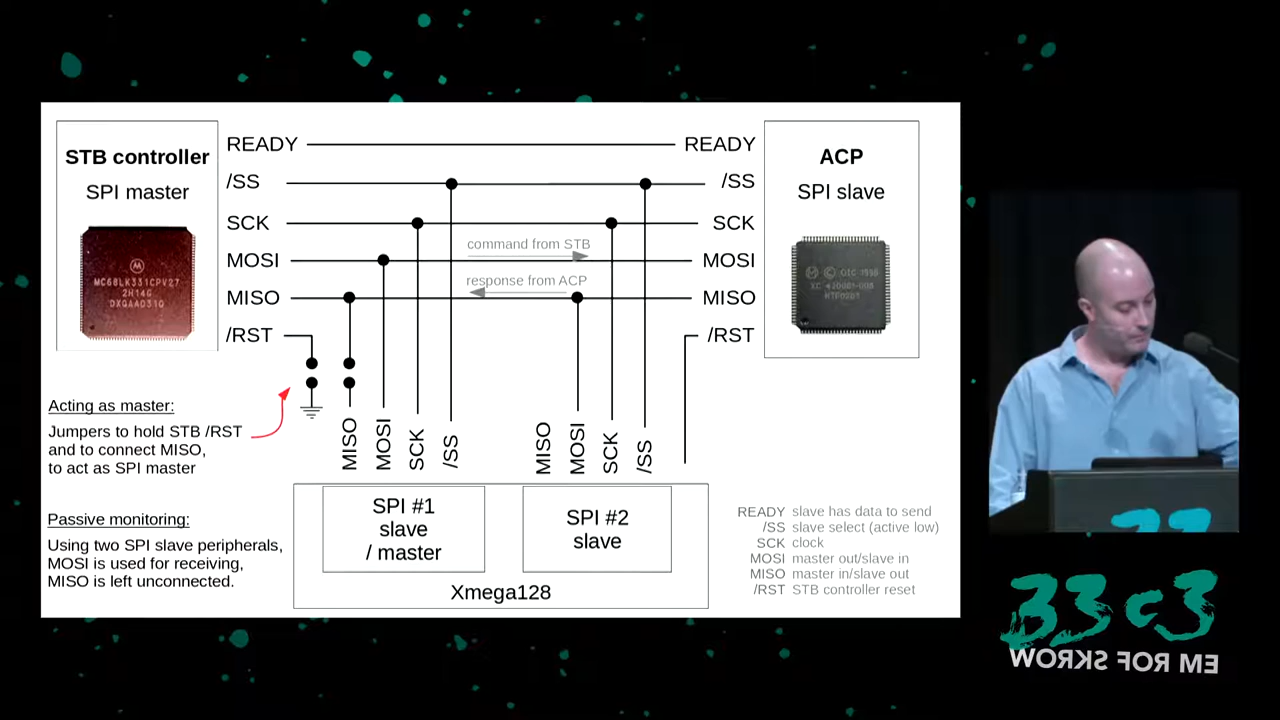 STB controller
SPI master
MC68LK331CPV27
2H14G
READY
/SS
SCK
MOSI
MISO
/RST
command from STB
response from ACP
READY
/SS
SCK
MOSI
MISO
/RST
ACP
SPI slave
Acting as master:
Jumpers to hold STB /RST
and to connect MISO,
to act as SPI master
Passive monitoring:
Using two SPI slave peripherals,
MOSI is used for receiving,
MISO is left unconnected.
MISO
MOSI
SCK
/SS
MISO
MOSI
SCK
/SS
SPI #1
slave
/ master
SPI #2
slave
Xmega128
READY slave has data to send
/SS slave select (active low)
SCK clock
MOSI master out/slave in
MISO master in/slave out
/RST STB controller reset
33c3
WORKS FOR ME